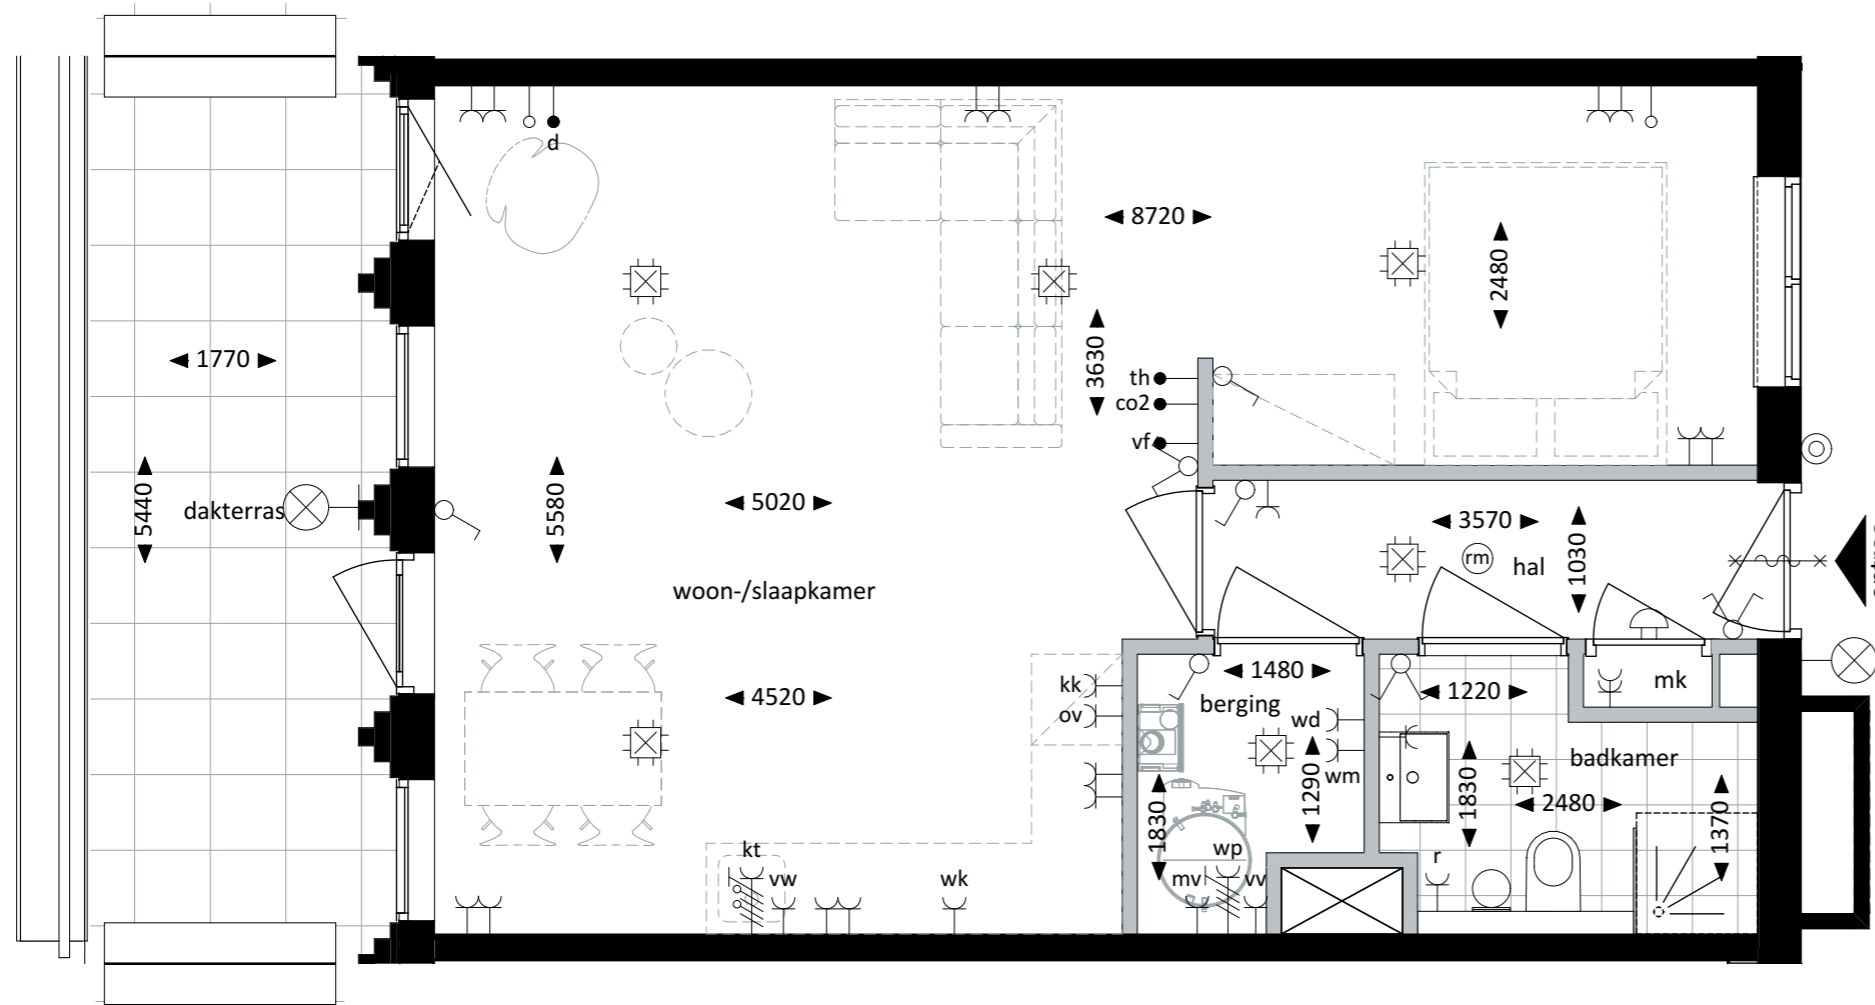 d
8720
2480
1770
3630
th
co2
vf
5440
dakterras
5580
5020
3570
1030
rm
hal
woon-/slaapkamer
4520
kk
ov
1480
berging
wd
wm
1290
1830
1220
mk
badkamer
1830
2480
1370
kt
vw
wk
mv
wp
vv
r